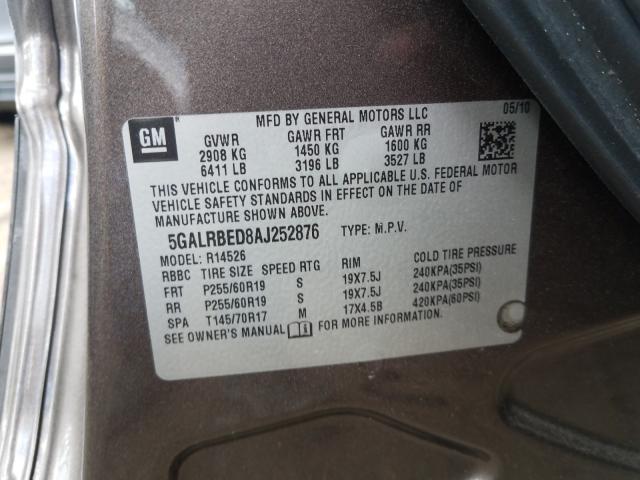 MFD BY GENERAL MOTORS LLC 05/10
GM
GVWR GAWR FRT GAWR RR
2908 KG 1450 KG 1600 KG
6411 LB 3196 LB 3527 LB
THIS VEHICLE CONFORMS TO ALL APPLICABLE U.S. FEDERAL MOTOR
VEHICLE SAFETY STANDARDS IN EFFECT ON THE DATE OF
MANUFACTURE SHOWN ABOVE.
5GALRBED8AJ252876 TYPE: M.P.V.
MODEL: R14526
RBBC TIRE SIZE SPEED RTG RIM COLD TIRE PRESSURE
FRT P255/60R19 S 19X7.5J 240KPA(35PSI)
RR P255/60R19 S 19X7.5J 240KPA(35PSI)
SPA T145/70R17 M 17X4.5B 420KPA(60PSI)
SEE OWNER'S MANUAL FOR MORE INFORMATION.